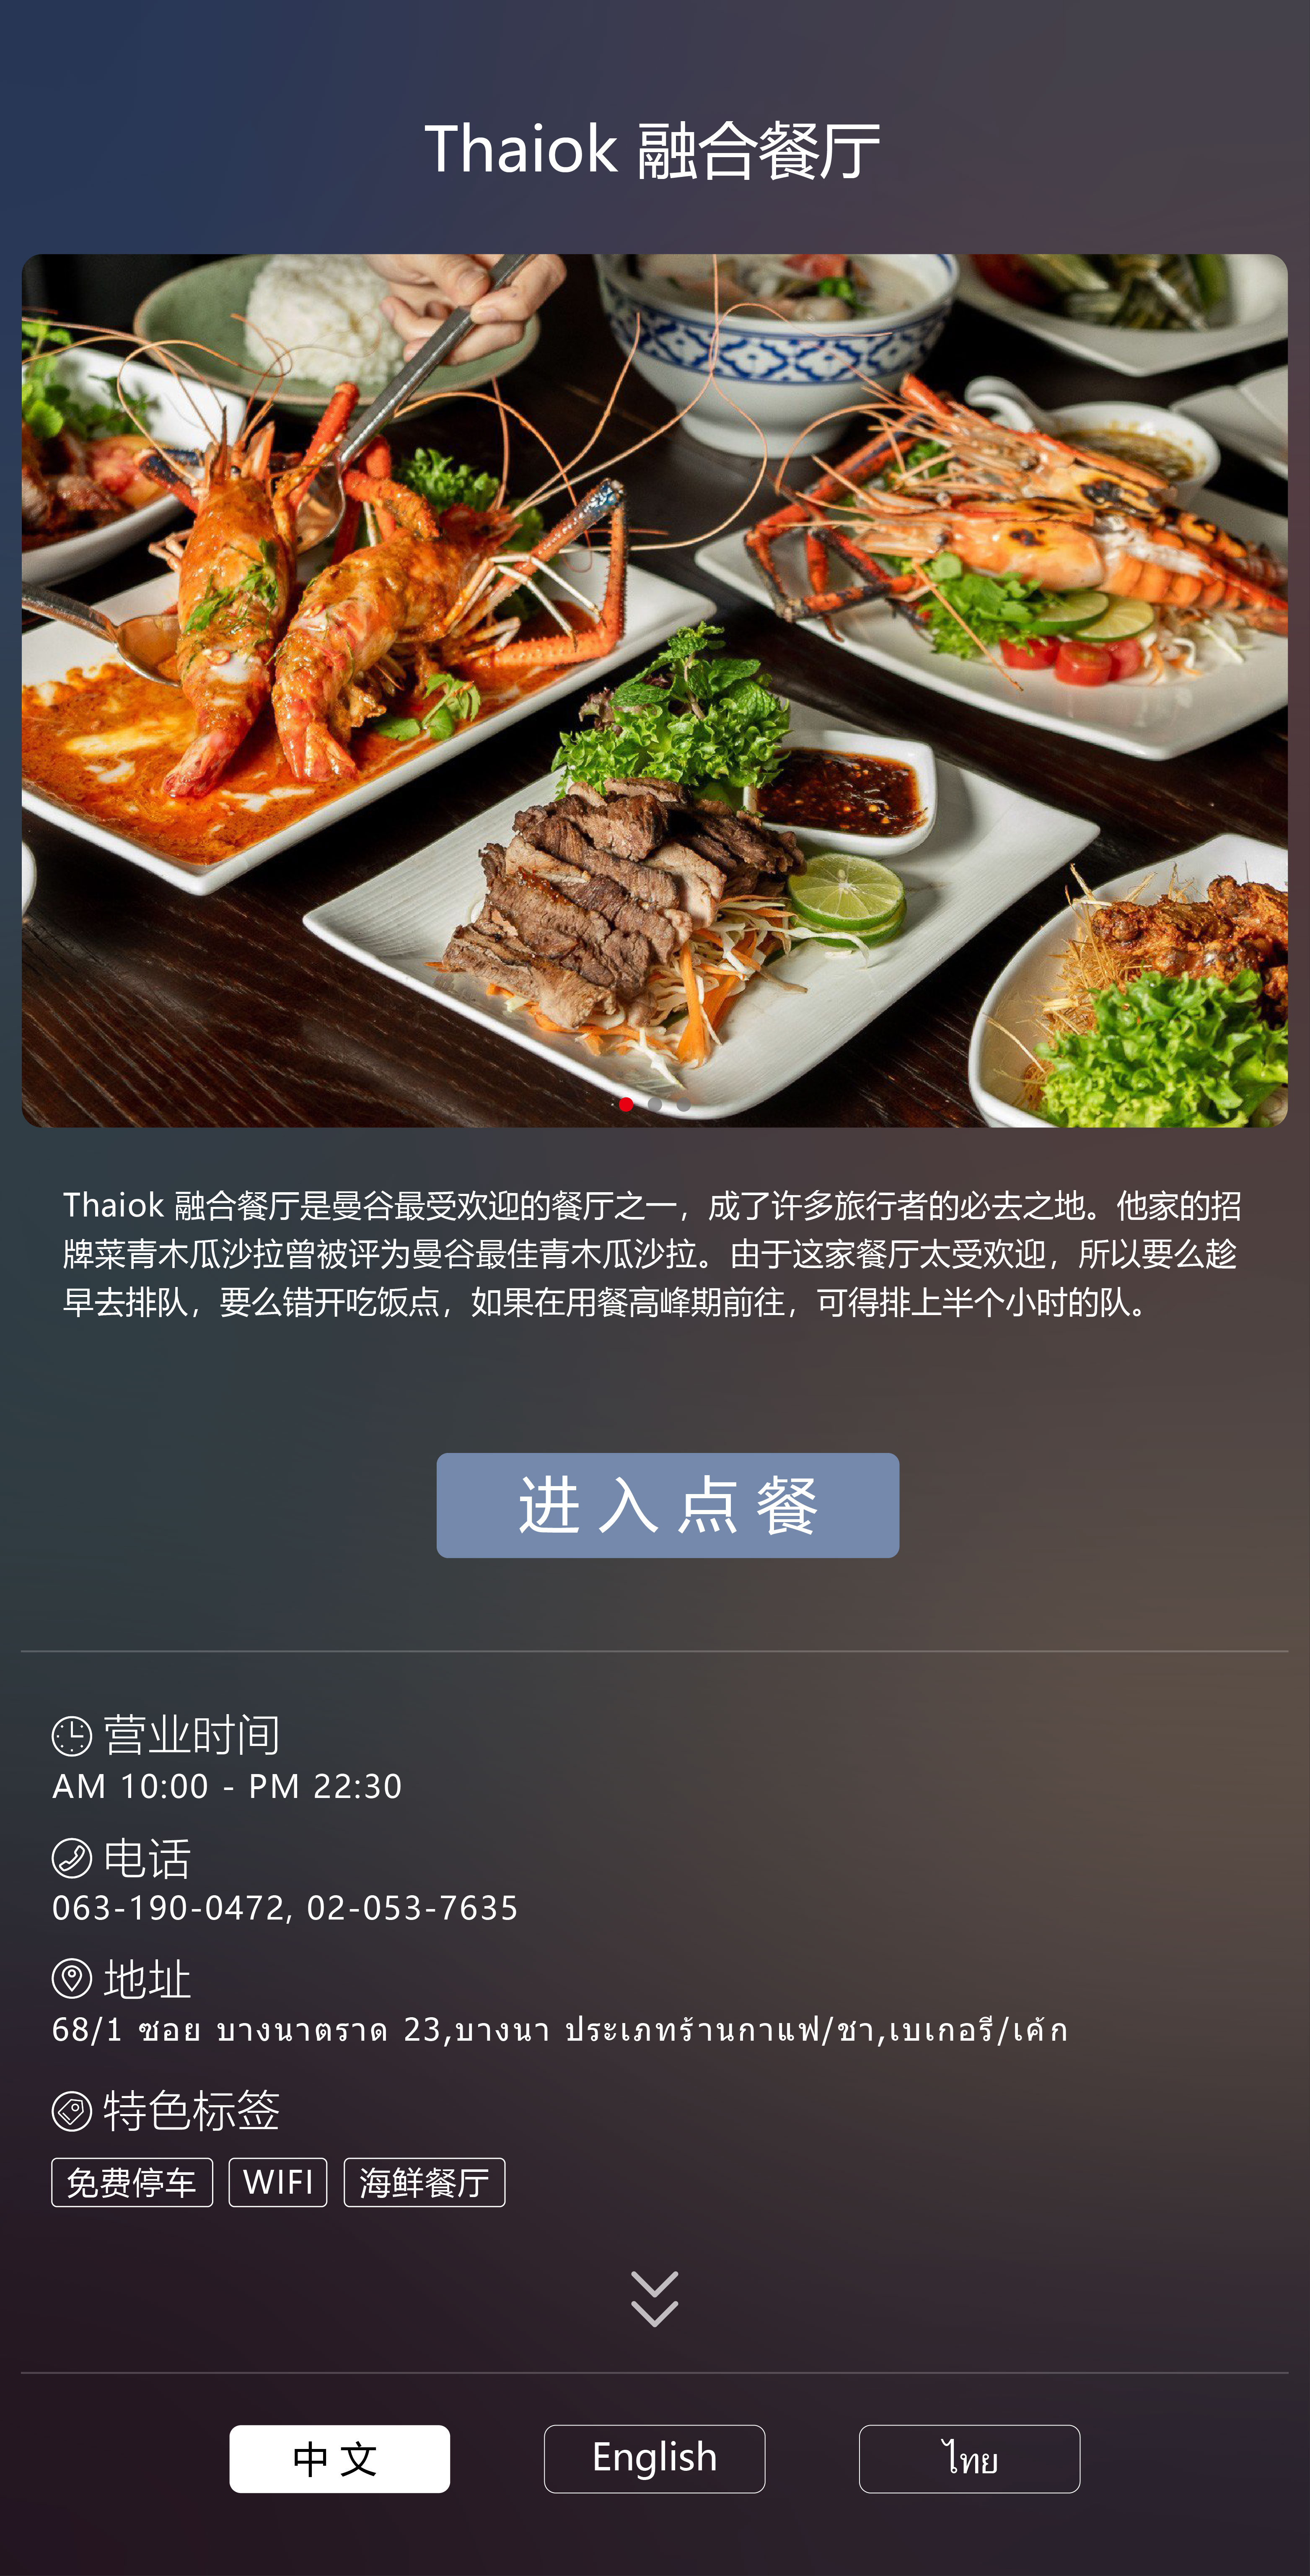 Thaiok 融合餐厅
Thaiok 融合餐厅是曼谷最受欢迎的餐厅之一，成了许多旅行者的必去之地。他家的招
牌菜青木瓜沙拉曾被评为曼谷最佳青木瓜沙拉。由于这家餐厅太受欢迎，所以要么趁
早去排队，要么错开吃饭点，如果在用餐高峰期前往，可得排上半个小时的队。
进入点餐
营业时间
AM 10:00 - PM 22:30
电话
063-190-0472, 02-053-7635
地址
68/1 ซอย บางนาตราด 23,บางนา ประเภทร้านกาแฟ/ชา,เบเกอรี/เค้ก
特色标签
免费停车 WIFI 海鲜餐厅
中文 English ไทย